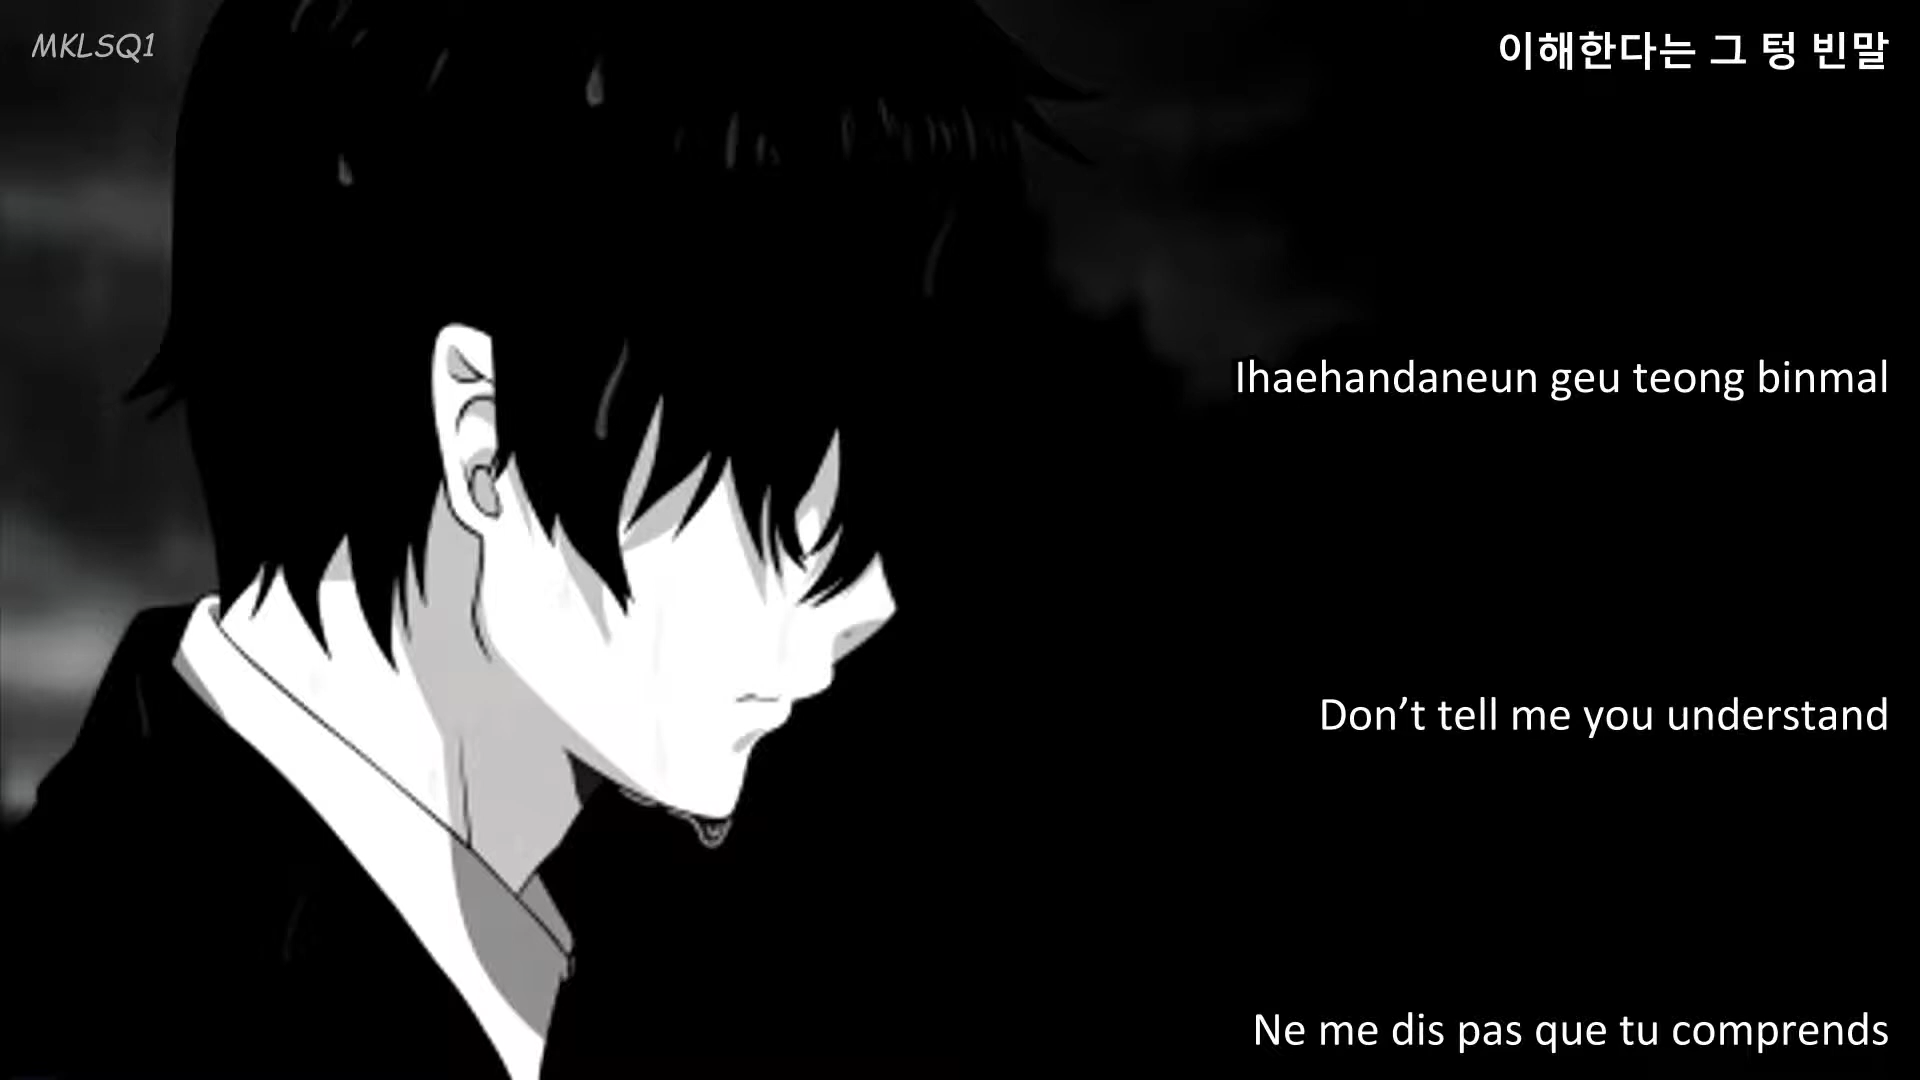 MKLSQ1
이해한다는 그 텅 빈말
Ihaehandaneun geu teong binmal
Don’t tell me you understand
Ne me dis pas que tu comprends